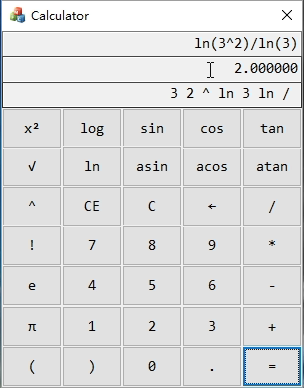 Calculator
ln(3^2)/ln(3)
2.000000
3 2 ^ ln 3 ln /
x² log sin cos tan
√ ln asin acos atan
^ CE C ← /
! 7 8 9 *
e 4 5 6 -
π 1 2 3 +
( ) 0 . =